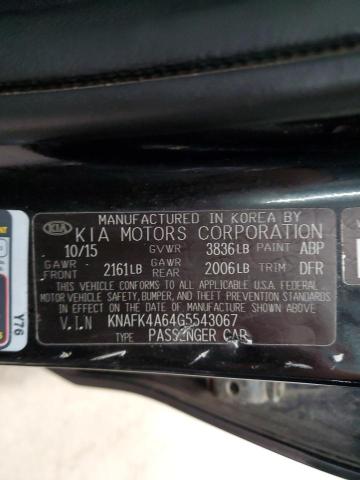 MANUFACTURED IN KOREA BY
KIA KIA MOTORS CORPORATION
10/15 GVWR 3836LB PAINT ABP
GAWR FRONT 2161LB GAWR REAR 2006LB TRIM DFR
THIS VEHICLE CONFORMS TO ALL APPLICABLE U.S.A FEDERAL
MOTOR VEHICLE SAFETY, BUMPER, AND THEFT PREVENTION
STANDARDS IN EFFECT ON THE DATE OF MANUFACTURE
V.I.N KNAFK4A64G5543067
TYPE PASSENGER CAR
Y76